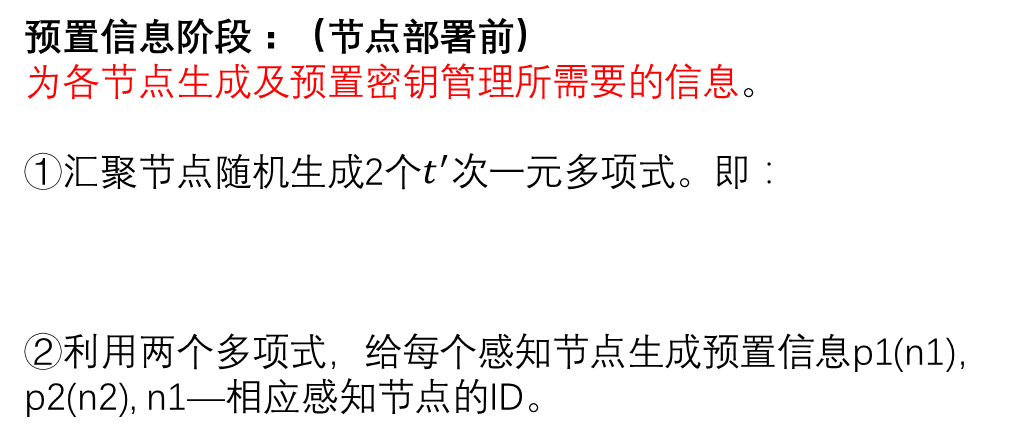 预置信息阶段：（节点部署前）
为各节点生成及预置密钥管理所需要的信息。
①汇聚节点随机生成2个t′次一元多项式。即：
②利用两个多项式，给每个感知节点生成预置信息p1(n1),
p2(n2), n1—相应感知节点的ID。